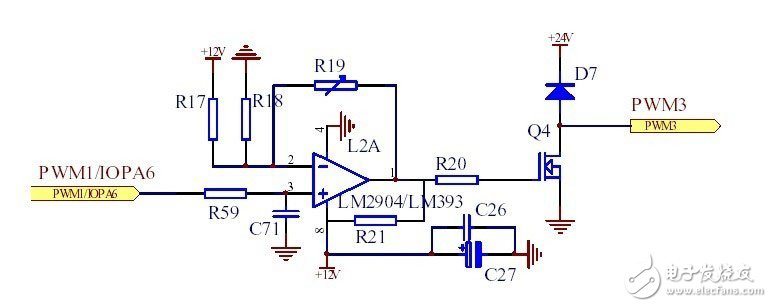 +12V
R17
R18
R19
+24V
D7
PWM3
PWM3
Q4
4
L2A
2
1
R20
PWM1/IOPA6
PWM1/IOPA6
R59
3
C71
LM2904/LM393
R21
8
+12V
C26
C27
电子发烧友
www.elecfans.com